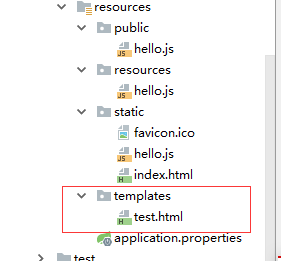 resources
public
hello.js
resources
hello.js
static
favicon.ico
hello.js
index.html
templates
test.html
application.properties
test